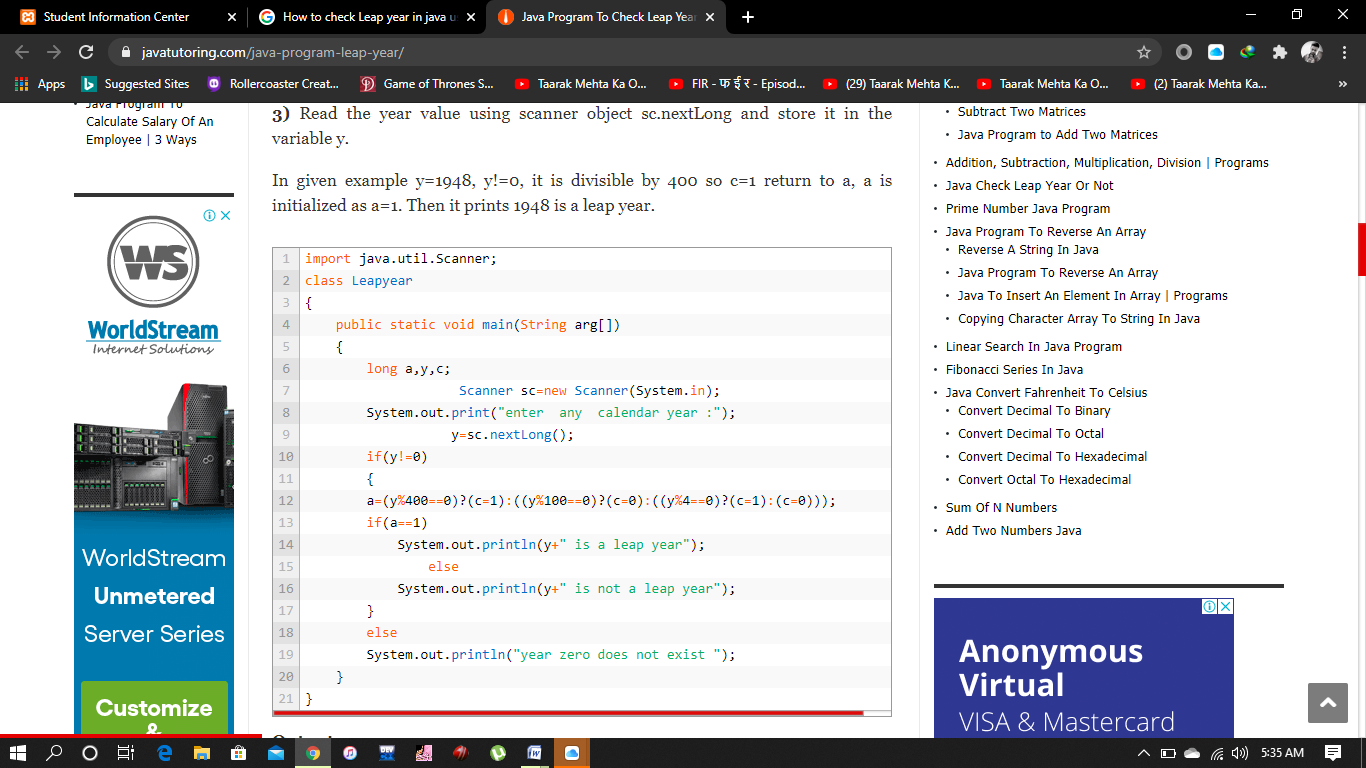 Student Information Center
How to check Leap year in java u
Java Program To Check Leap Yea
javatutoring.com/java-program-leap-year/
Apps
Suggested Sites
Rollercoaster Creat...
Game of Thrones S...
Taarak Mehta Ka O...
FIR - एफ ई र - Episod...
(29) Taarak Mehta K...
Taarak Mehta Ka O...
(2) Taarak Mehta Ka...
»
Java Program To
Calculate Salary Of An
Employee | 3 Ways
WS
WorldStream
Internet Solutions
WorldStream
Unmetered
Server Series
Customize
&
3) Read the year value using scanner object sc.nextLong and store it in the
variable y.
In given example y=1948, y!=0, it is divisible by 400 so c=1 return to a, a is
initialized as a=1. Then it prints 1948 is a leap year.
1 import java.util.Scanner;
2 class Leapyear
3 {
4 public static void main(String arg[])
5 {
6 long a,y,c;
7 Scanner sc=new Scanner(System.in);
8 System.out.print("enter  any  calendar year :");
9 y=sc.nextLong();
10 if(y!=0)
11 {
12 a=(y%400==0)?(c=1):((y%100==0)?(c=0):((y%4==0)?(c=1):(c=0)));
13 if(a==1)
14 System.out.println(y+" is a leap year");
15 else
16 System.out.println(y+" is not a leap year");
17 }
18 else
19 System.out.println("year zero does not exist ");
20 }
21 }
• Subtract Two Matrices
• Java Program to Add Two Matrices
• Addition, Subtraction, Multiplication, Division | Programs
• Java Check Leap Year Or Not
• Prime Number Java Program
• Java Program To Reverse An Array
• Reverse A String In Java
• Java Program To Reverse An Array
• Java To Insert An Element In Array | Programs
• Copying Character Array To String In Java
• Linear Search In Java Program
• Fibonacci Series In Java
• Java Convert Fahrenheit To Celsius
• Convert Decimal To Binary
• Convert Decimal To Octal
• Convert Decimal To Hexadecimal
• Convert Octal To Hexadecimal
• Sum Of N Numbers
• Add Two Numbers Java
Anonymous
Virtual
VISA & Mastercard
5:35 AM